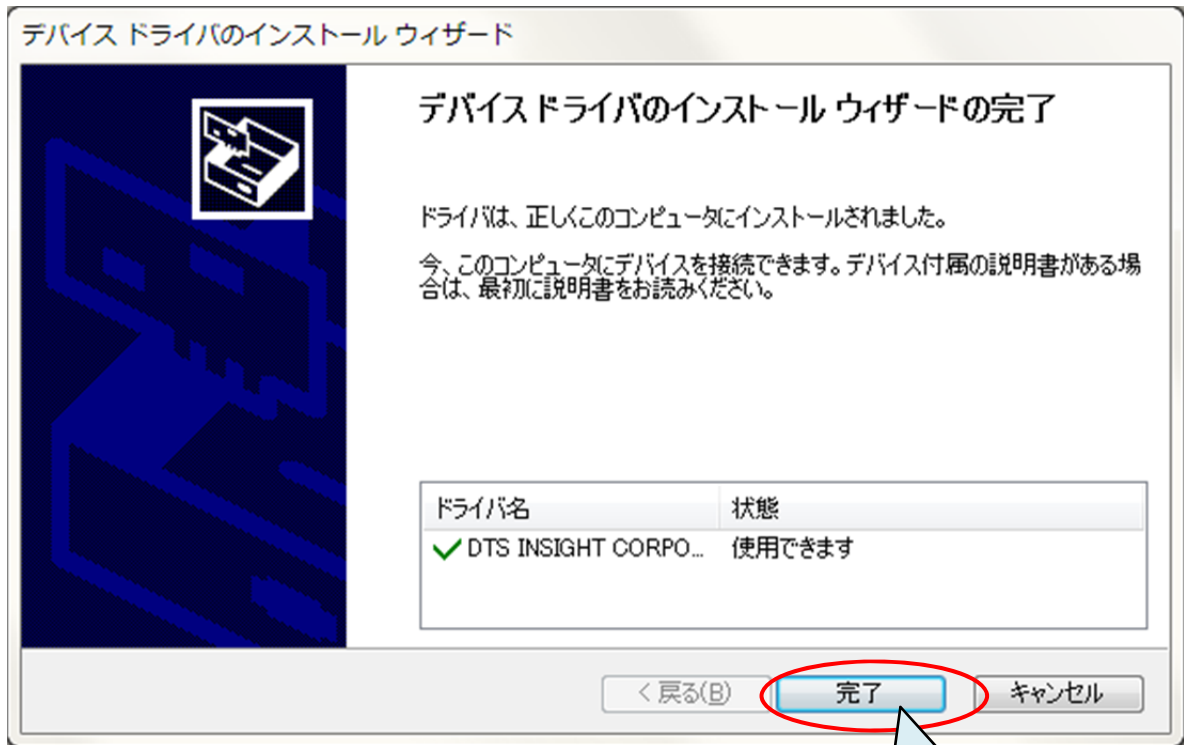 デバイス ドライバのインストール ウィザード
デバイス ドライバのインストール ウィザードの完了
ドライバは、正しくこのコンピュータにインストールされました。
今、このコンピュータにデバイスを接続できます。デバイス付属の説明書がある場
合は、最初に説明書をお読みください。
ドライバ名 状態
DTS INSIGHT CORPO... 使用できます
< 戻る(B) 完了 キャンセル